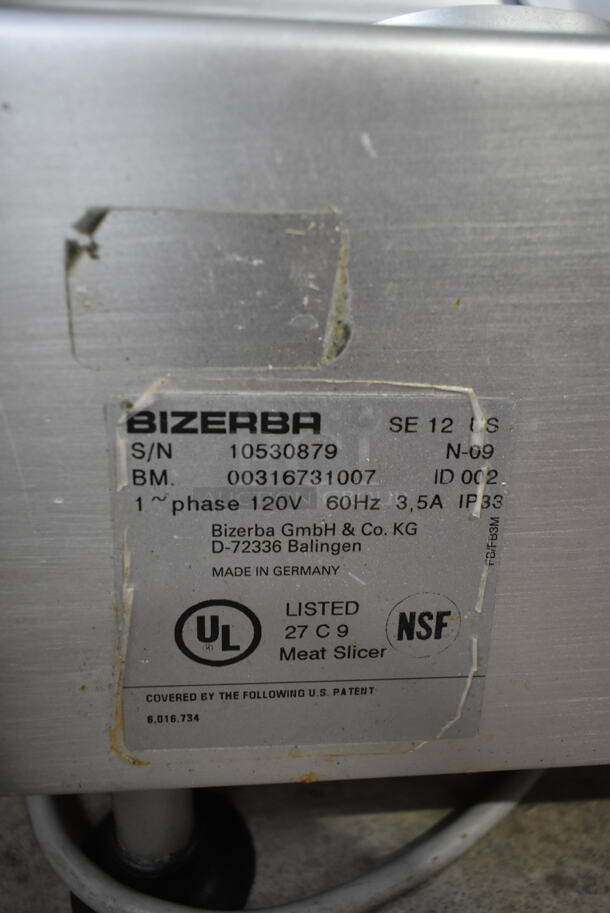 BIZERBA SE 12 US
S/N 10530879 N-09
BM. 00316731007 ID 002
1~phase 120V 60Hz 3,5A IP33
Bizerba GmbH & Co. KG
D-72336 Balingen
MADE IN GERMANY
FB/FB3M
UL
®
LISTED
27 C 9
Meat Slicer
NSF
COVERED BY THE FOLLOWING U.S. PATENT
6,016,734